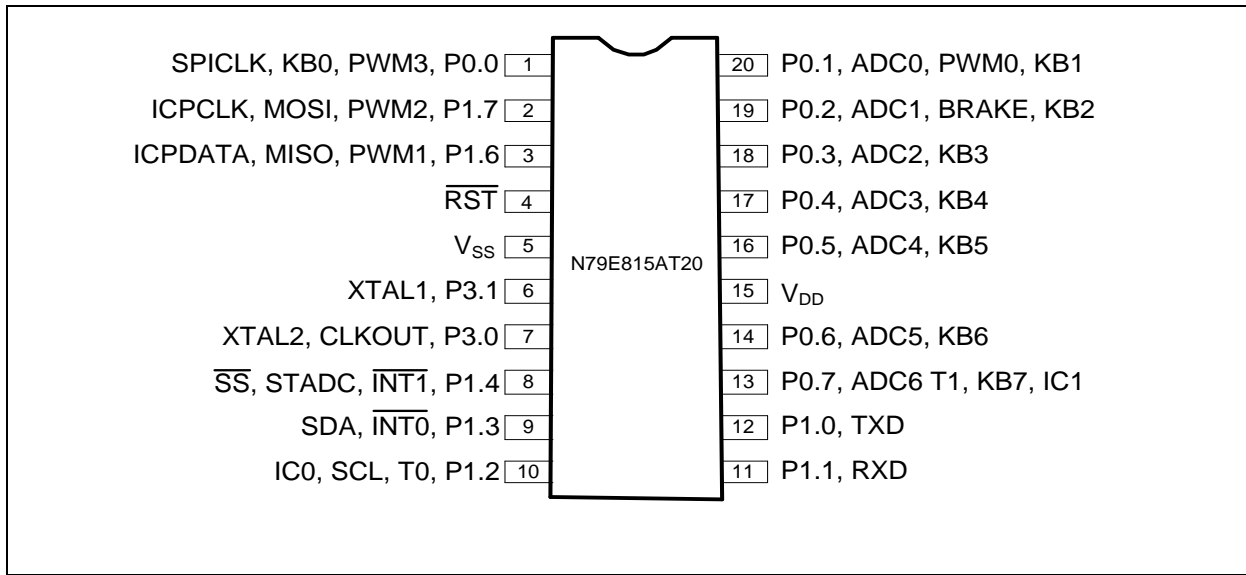 SPICLK, KB0, PWM3, P0.0 1
20 P0.1, ADC0, PWM0, KB1
ICPCLK, MOSI, PWM2, P1.7 2
19 P0.2, ADC1, BRAKE, KB2
ICPDATA, MISO, PWM1, P1.6 3
18 P0.3, ADC2, KB3
RST 4
17 P0.4, ADC3, KB4
VSS 5
16 P0.5, ADC4, KB5
N79E815AT20
XTAL1, P3.1 6
15 VDD
XTAL2, CLKOUT, P3.0 7
14 P0.6, ADC5, KB6
SS, STADC, INT1, P1.4 8
13 P0.7, ADC6 T1, KB7, IC1
SDA, INT0, P1.3 9
12 P1.0, TXD
IC0, SCL, T0, P1.2 10
11 P1.1, RXD